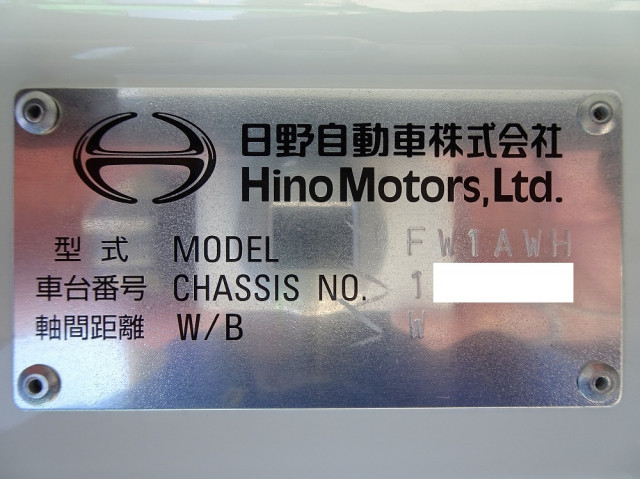 日野自動車株式会社
Hino Motors, Ltd.
型式 MODEL FW1AWH
車台番号 CHASSIS NO. 1
軸間距離 W/B W